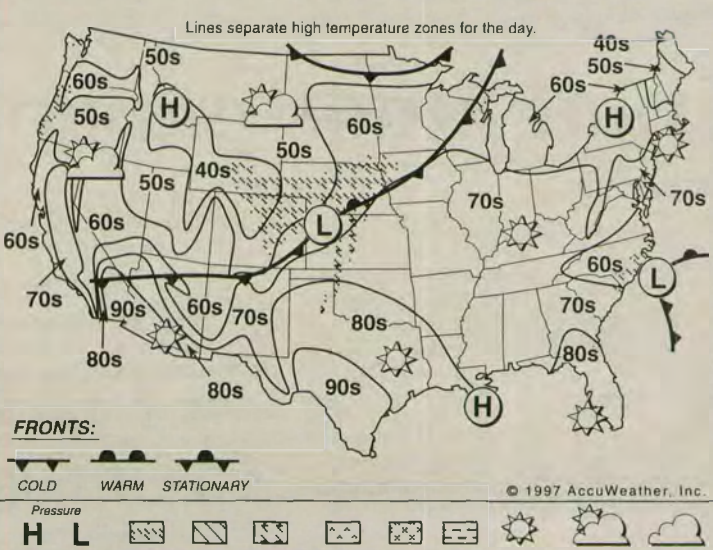 Lines separate high temperature zones for the day.
50s
40s
50s
60s
60s
H
H
50s
60s
50s
40s
50s
60s
70s
70s
L
60s
60s
L
70s
90s
60s
70s
80s
70s
80s
80s
80s
90s
H
FRONTS:
COLD WARM STATIONARY
© 1997 AccuWeather, Inc.
Pressure
H L